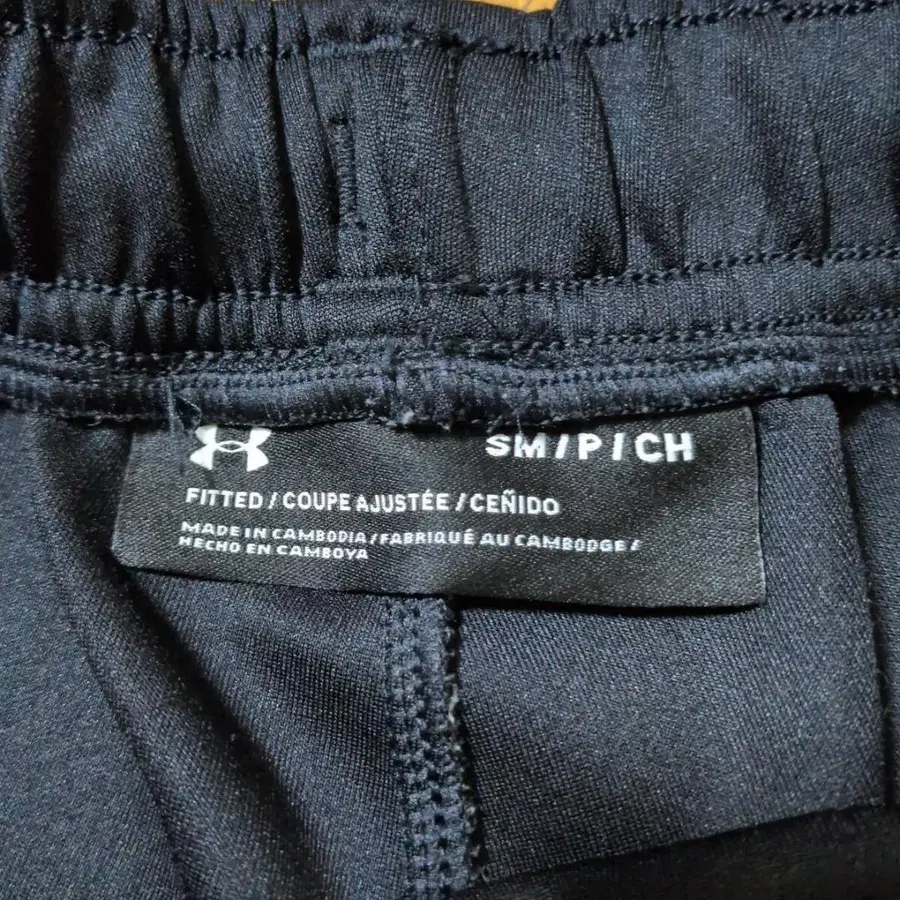 SM/P/CH
FITTED / COUPE AJUSTÉE / CEÑIDO
MADE IN CAMBODIA / FABRIQUÉ AU CAMBODGE /
HECHO EN CAMBOYA